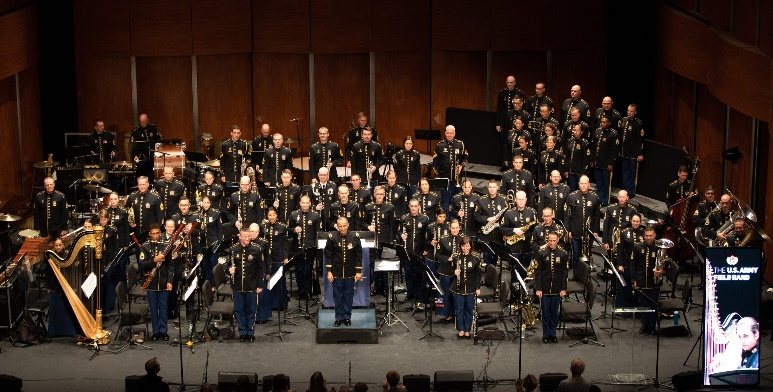 THE U.S. ARMY
FIELD BAND